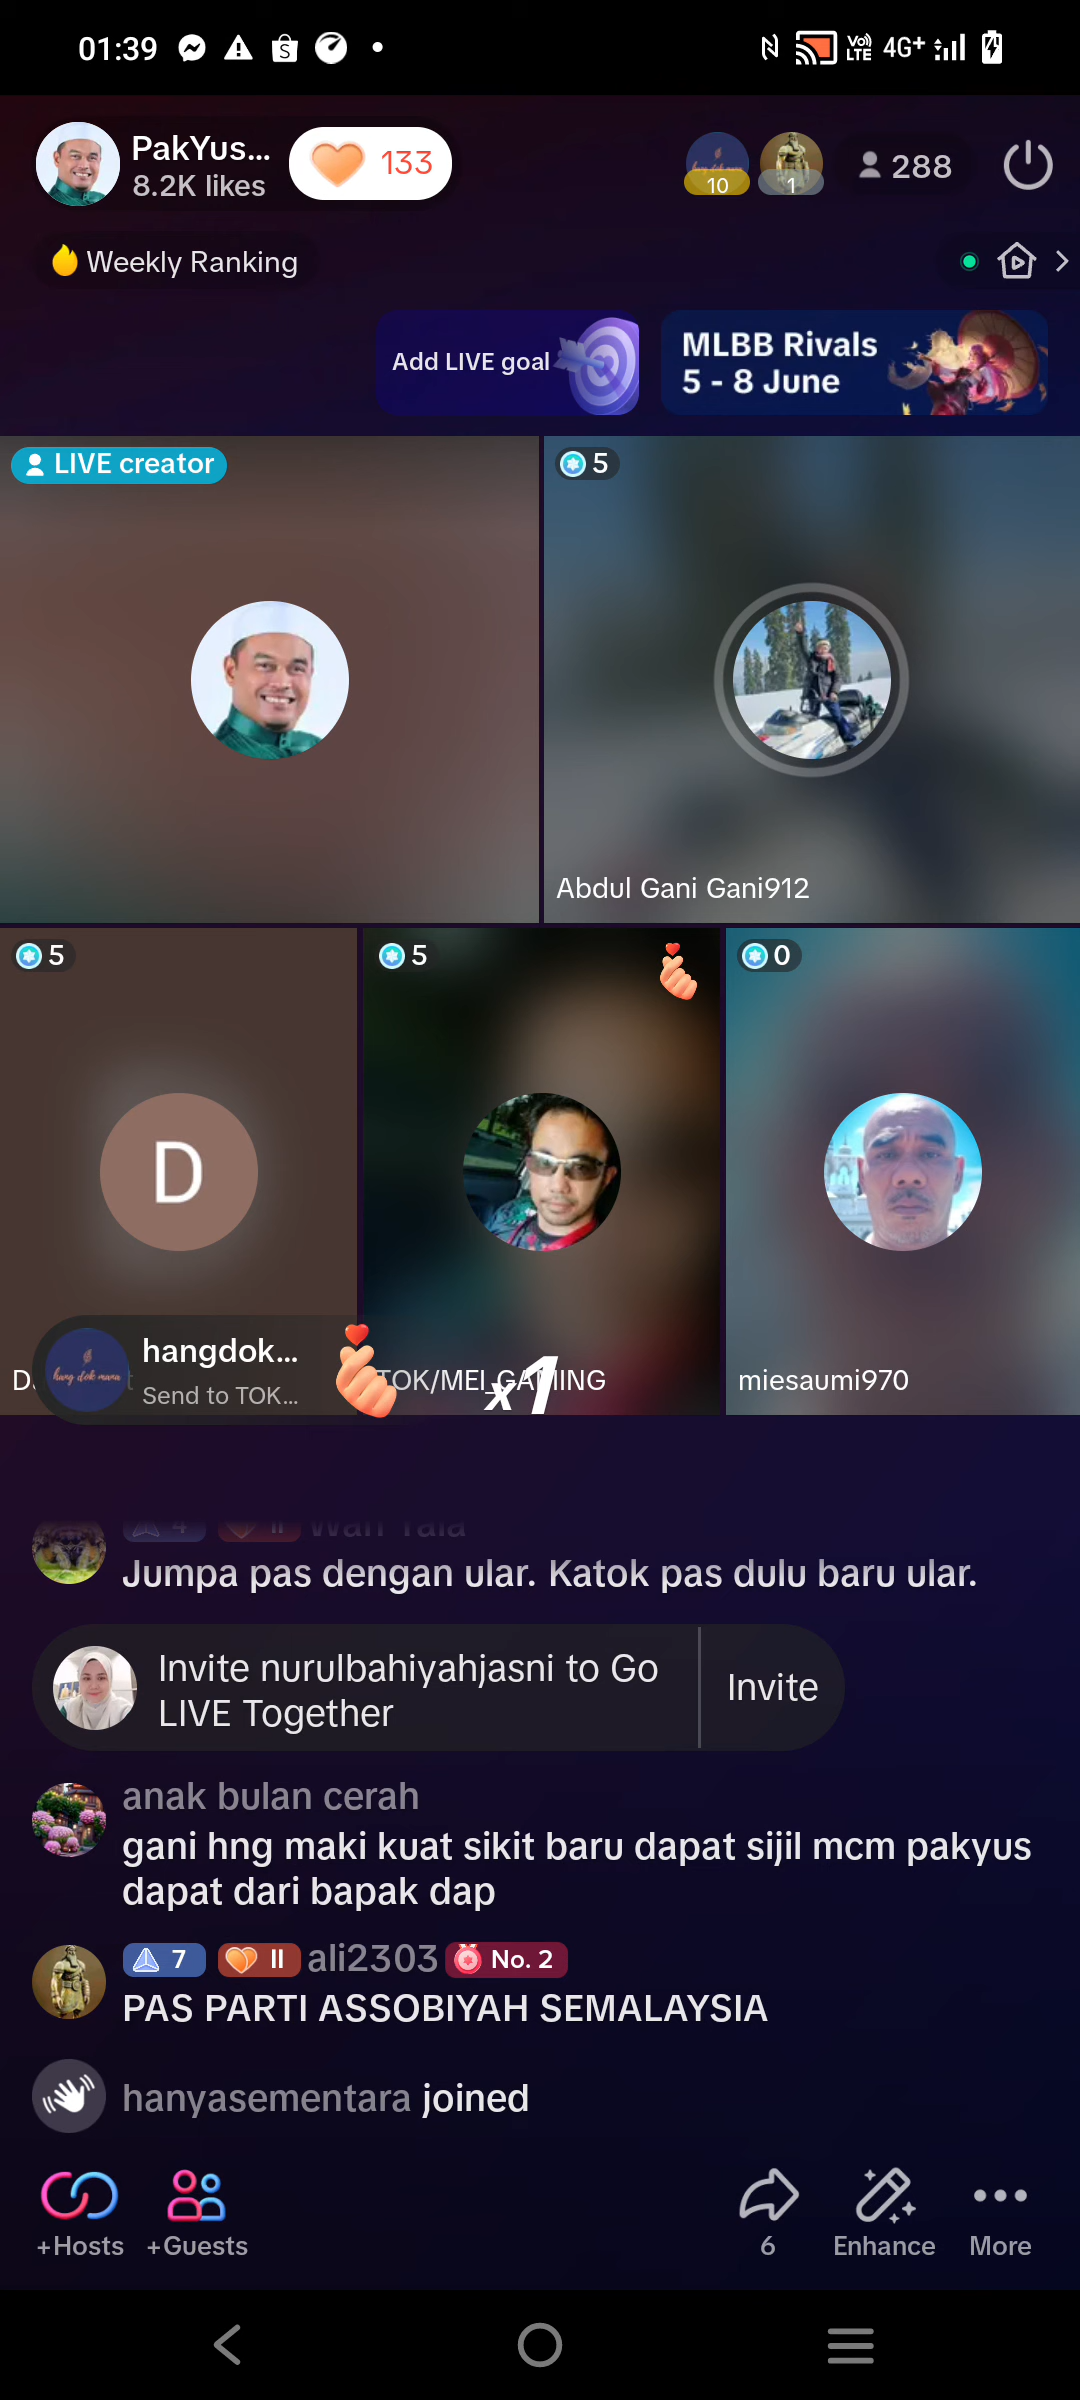 01:39
4G+
VoLTE
PakYus...
8.2K likes
133
10
1
288
Weekly Ranking
Add LIVE goal
MLBB Rivals
5 - 8 June
LIVE creator
5
Abdul Gani Gani912
5
5
0
D
hangdok...
Send to TOK...
x1
TOK/MEI_GAMING
miesaumi970
Jumpa pas dengan ular. Katok pas dulu baru ular.
Invite nurulbahiyahjasni to Go
LIVE Together
Invite
anak bulan cerah
gani hng maki kuat sikit baru dapat sijil mcm pakyus
dapat dari bapak dap
7 II ali2303 No. 2
PAS PARTI ASSOBIYAH SEMALAYSIA
hanyasementara joined
+Hosts
+Guests
6
Enhance
More